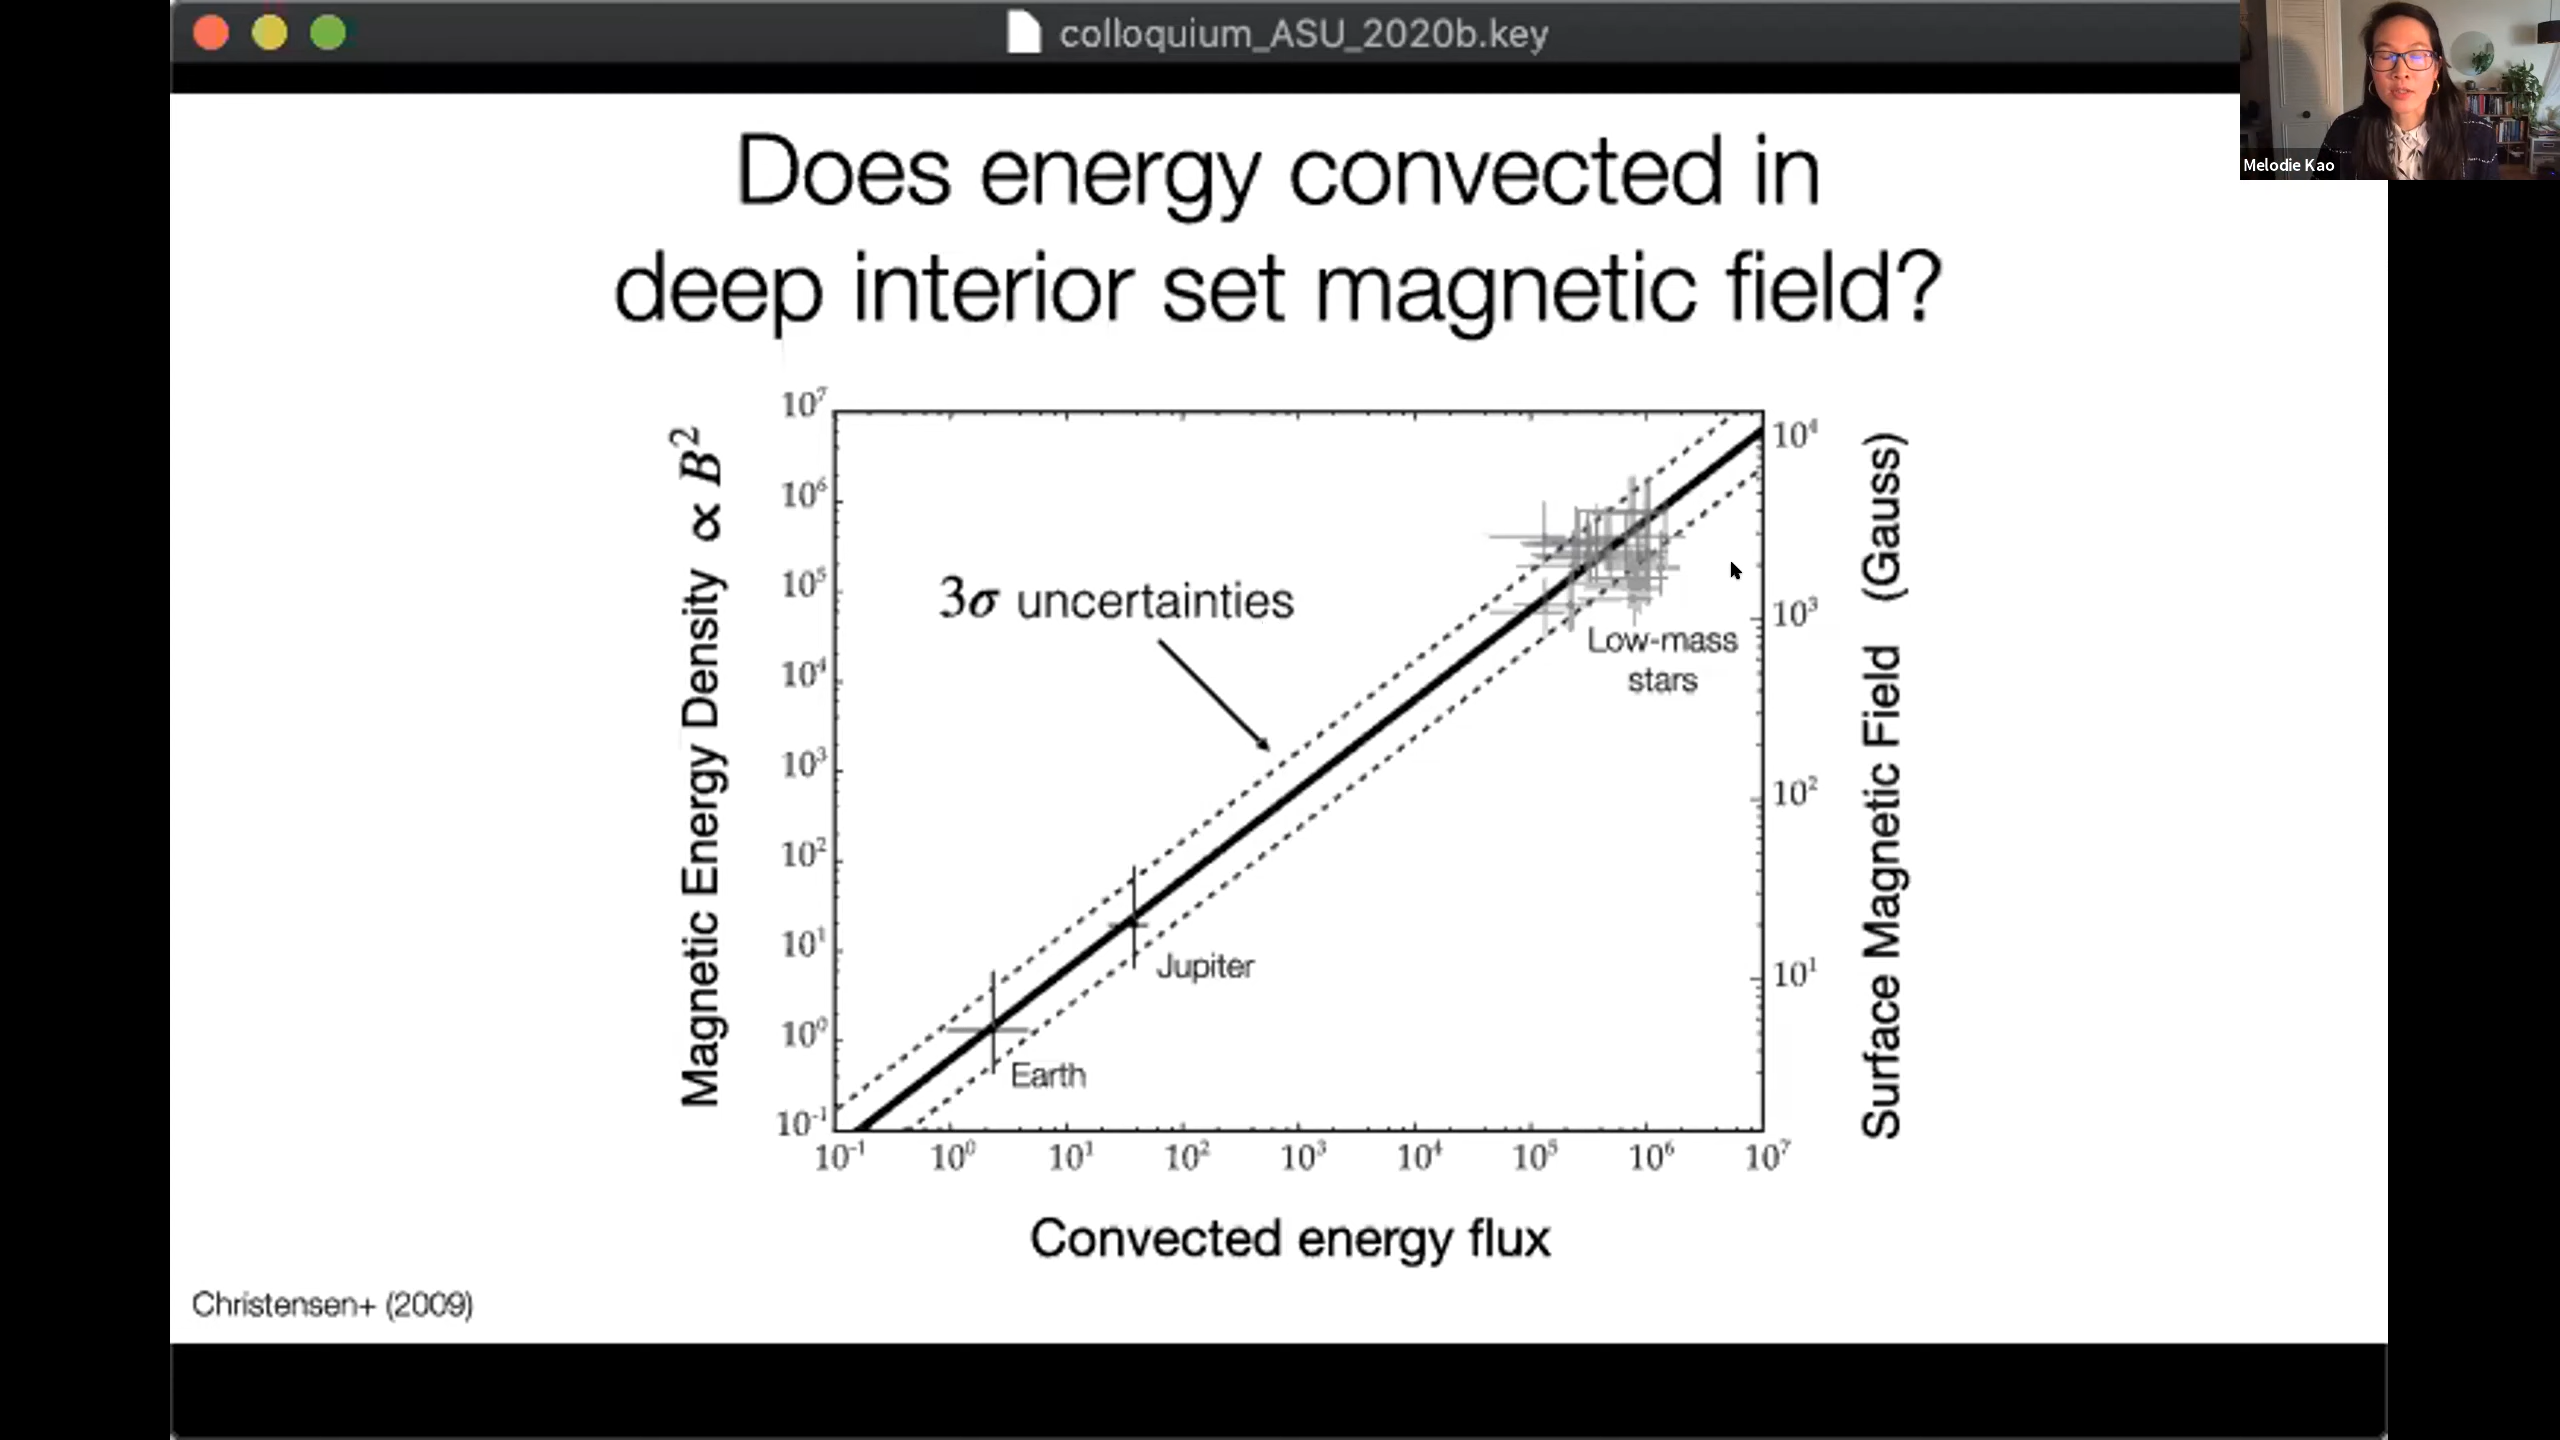 colloquium_ASU_2020b.key
Melodie Kao
Does energy convected in
deep interior set magnetic field?
Magnetic Energy Density ∝ B²
10⁷
10⁶
10⁵
10⁴
10³
10²
10¹
10⁰
10⁻¹
3σ uncertainties
Low-mass
stars
Jupiter
Earth
10⁴
10³
10²
10¹
Surface Magnetic Field (Gauss)
10⁻¹ 10⁰ 10¹ 10² 10³ 10⁴ 10⁵ 10⁶ 10⁷
Convected energy flux
Christensen+ (2009)